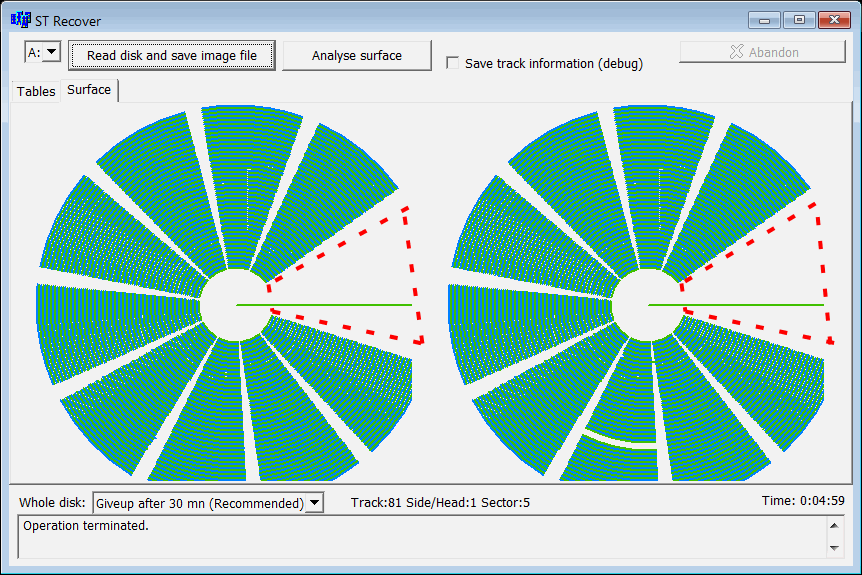 ST Recover
A:
Read disk and save image file
Analyse surface
Save track information (debug)
Abandon
Tables
Surface
Whole disk:
Giveup after 30 mn (Recommended)
Track:81 Side/Head:1 Sector:5
Time: 0:04:59
Operation terminated.